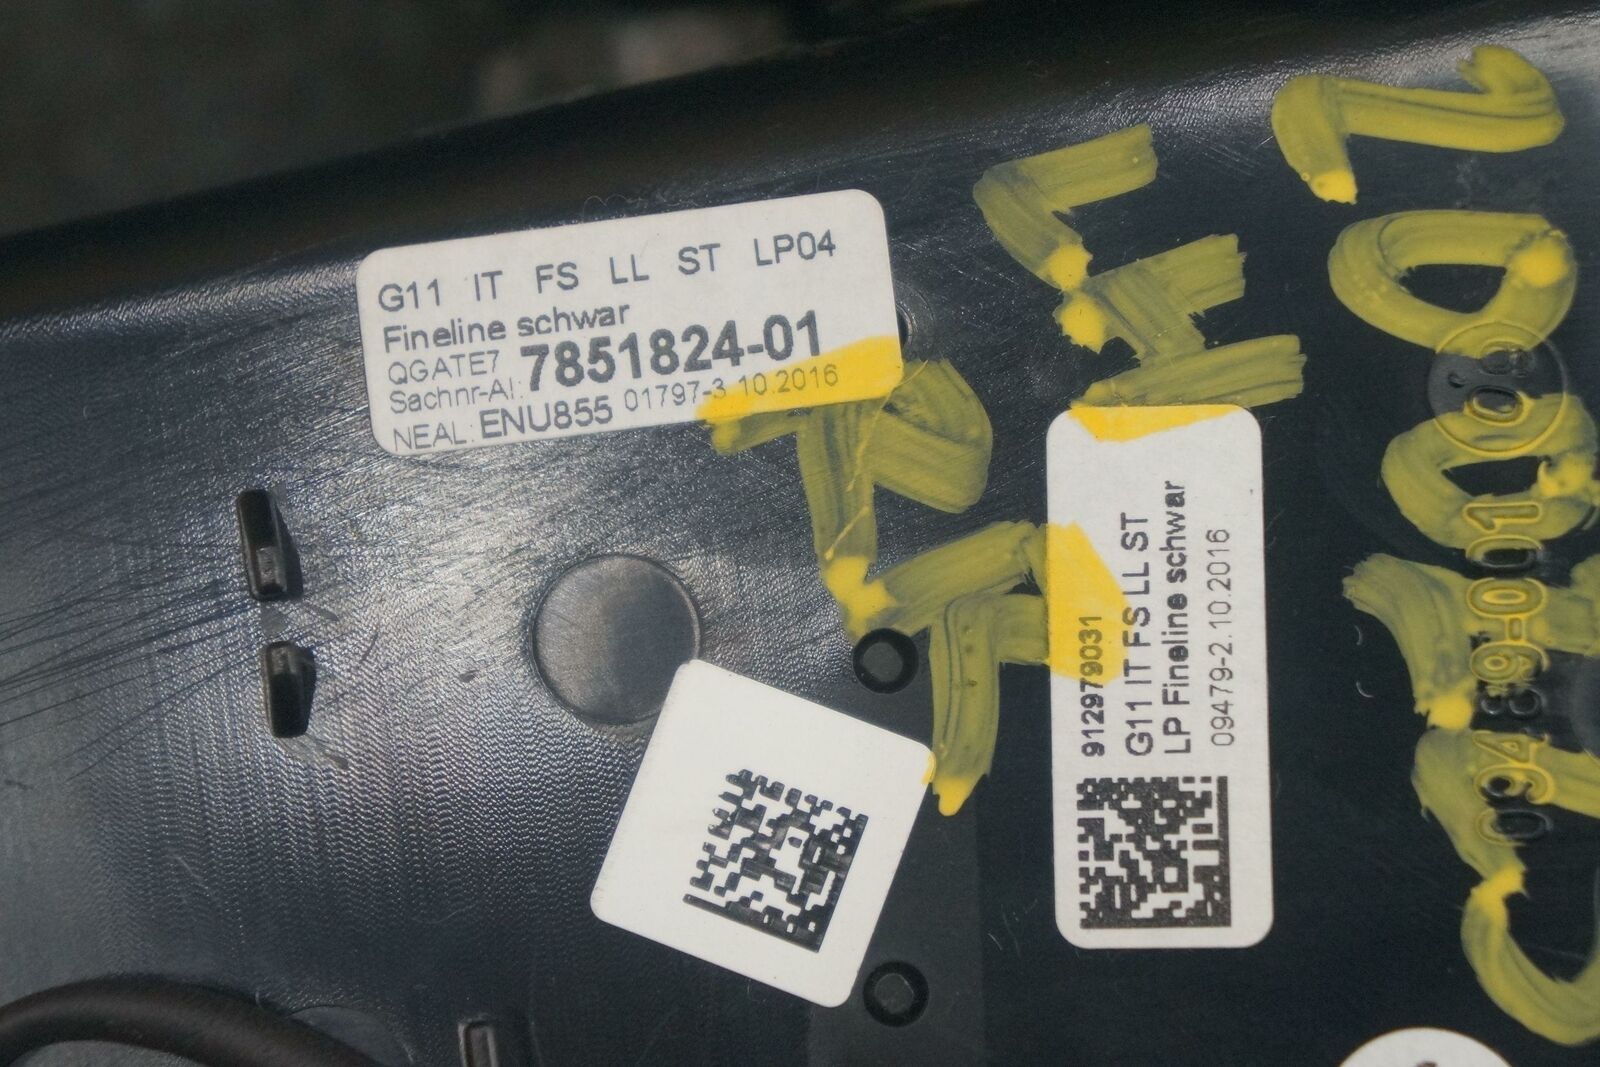 G11 IT FS LL ST LP04
Fineline schwar
QGATE7 7851824-01
Sachnr-Al:
NEAL: ENU855 01797-3 10.2016
912979031
G11 IT FS LL ST
LP Fineline schwar
09479-2.10.2016